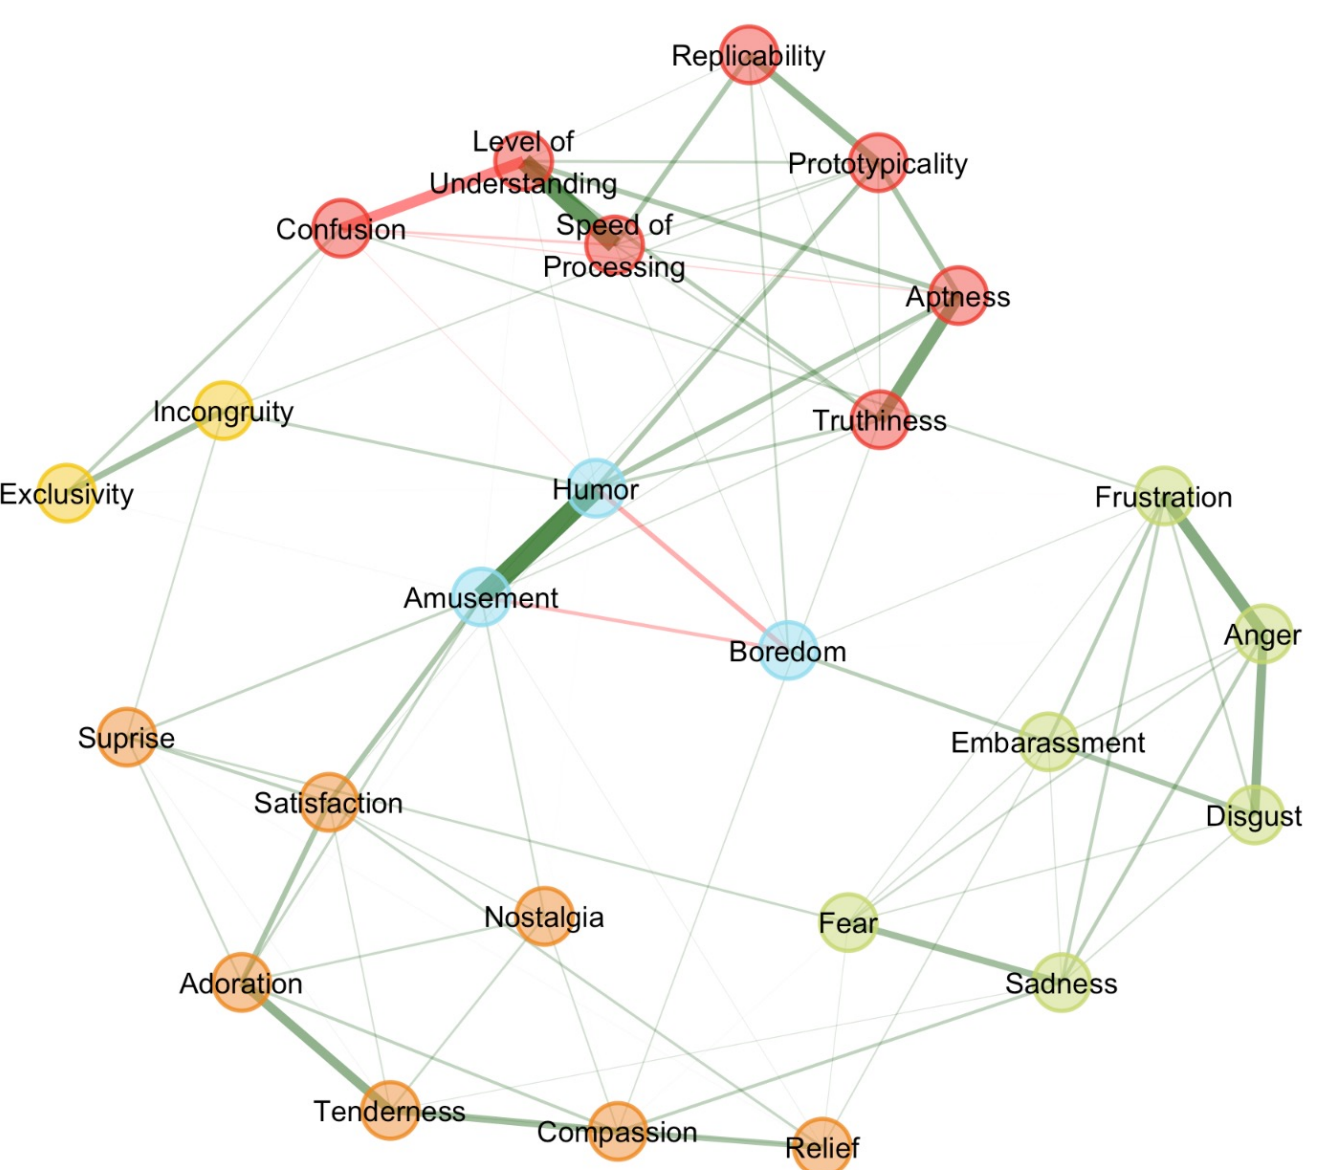 Replicability
Level of
Understanding
Prototypicality
Confusion
Speed of
Processing
Aptness
Incongruity
Truthiness
Exclusivity
Humor
Frustration
Amusement
Boredom
Anger
Suprise
Embarassment
Satisfaction
Disgust
Nostalgia
Fear
Adoration
Sadness
Tenderness
Compassion
Relief